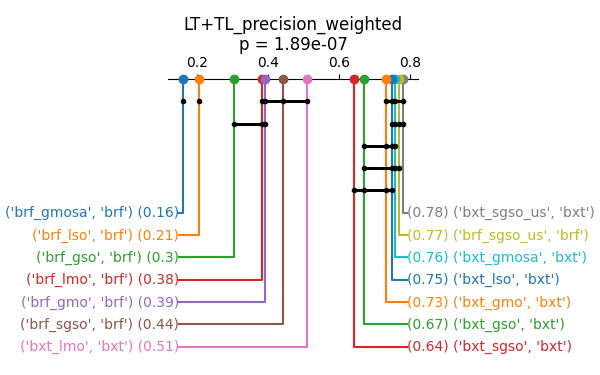 LT+TL_precision_weighted
p = 1.89e-07
0.2 0.4 0.6 0.8
('brf_gmosa', 'brf') (0.16) (0.78) ('bxt_sgso_us', 'bxt')
('brf_lso', 'brf') (0.21) (0.77) ('brf_sgso_us', 'brf')
('brf_gso', 'brf') (0.3) (0.76) ('bxt_gmosa', 'bxt')
('brf_lmo', 'brf') (0.38) (0.75) ('bxt_lso', 'bxt')
('brf_gmo', 'brf') (0.39) (0.73) ('bxt_gmo', 'bxt')
('brf_sgso', 'brf') (0.44) (0.67) ('bxt_gso', 'bxt')
('bxt_lmo', 'bxt') (0.51) (0.64) ('bxt_sgso', 'bxt')